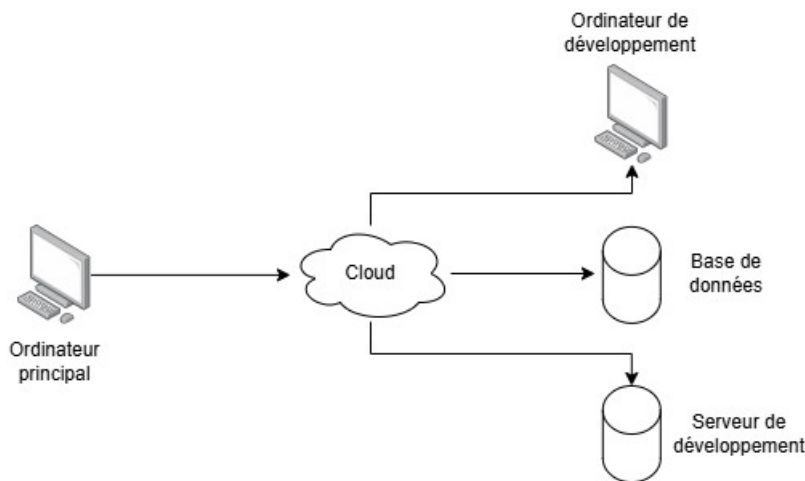 Ordinateur de
développement
Cloud
Base de
données
Ordinateur
principal
Serveur de
développement